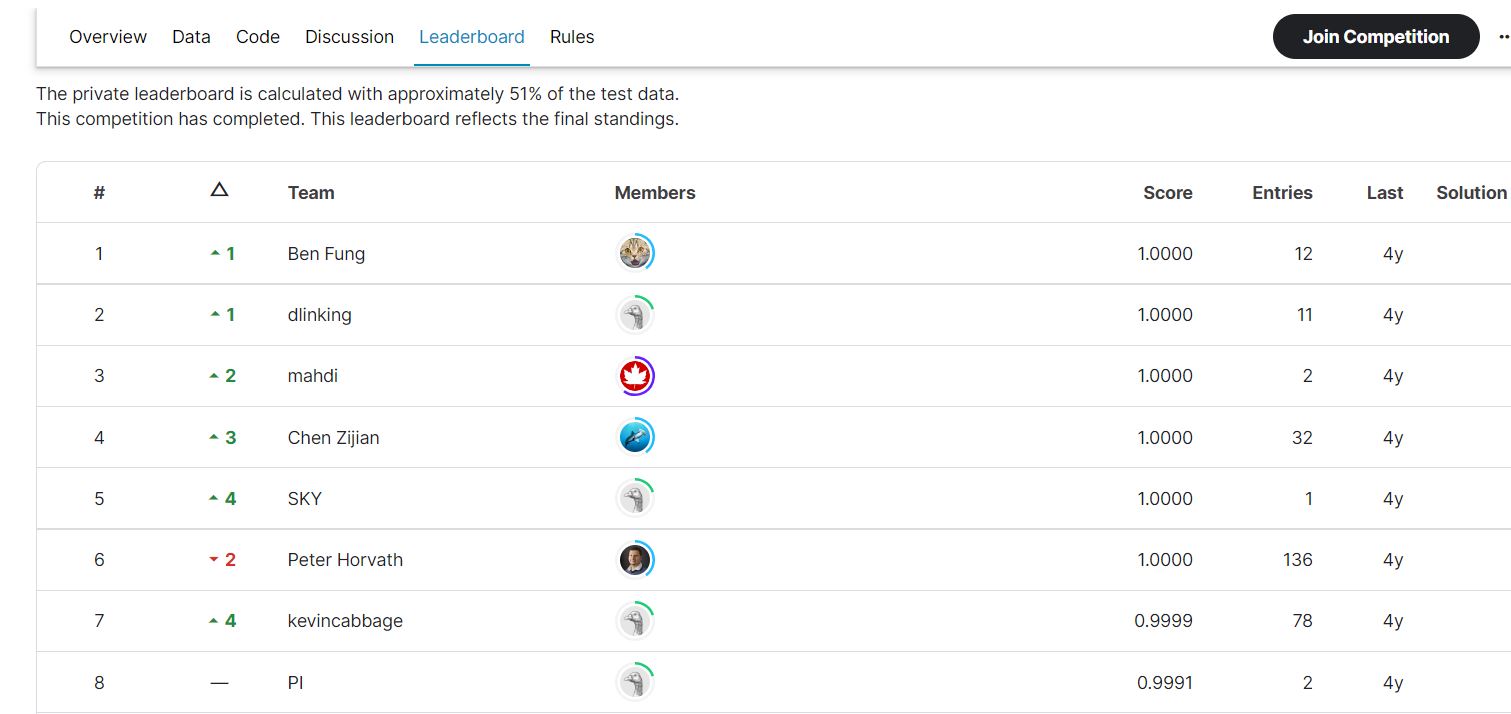 Overview Data Code Discussion Leaderboard Rules Join Competition
The private leaderboard is calculated with approximately 51% of the test data.
This competition has completed. This leaderboard reflects the final standings.
# △ Team Members Score Entries Last Solution
1 1 Ben Fung 1.0000 12 4y
2 1 dlinking 1.0000 11 4y
3 2 mahdi 1.0000 2 4y
4 3 Chen Zijian 1.0000 32 4y
5 4 SKY 1.0000 1 4y
6 2 Peter Horvath 1.0000 136 4y
7 4 kevincabbage 0.9999 78 4y
8 — PI 0.9991 2 4y